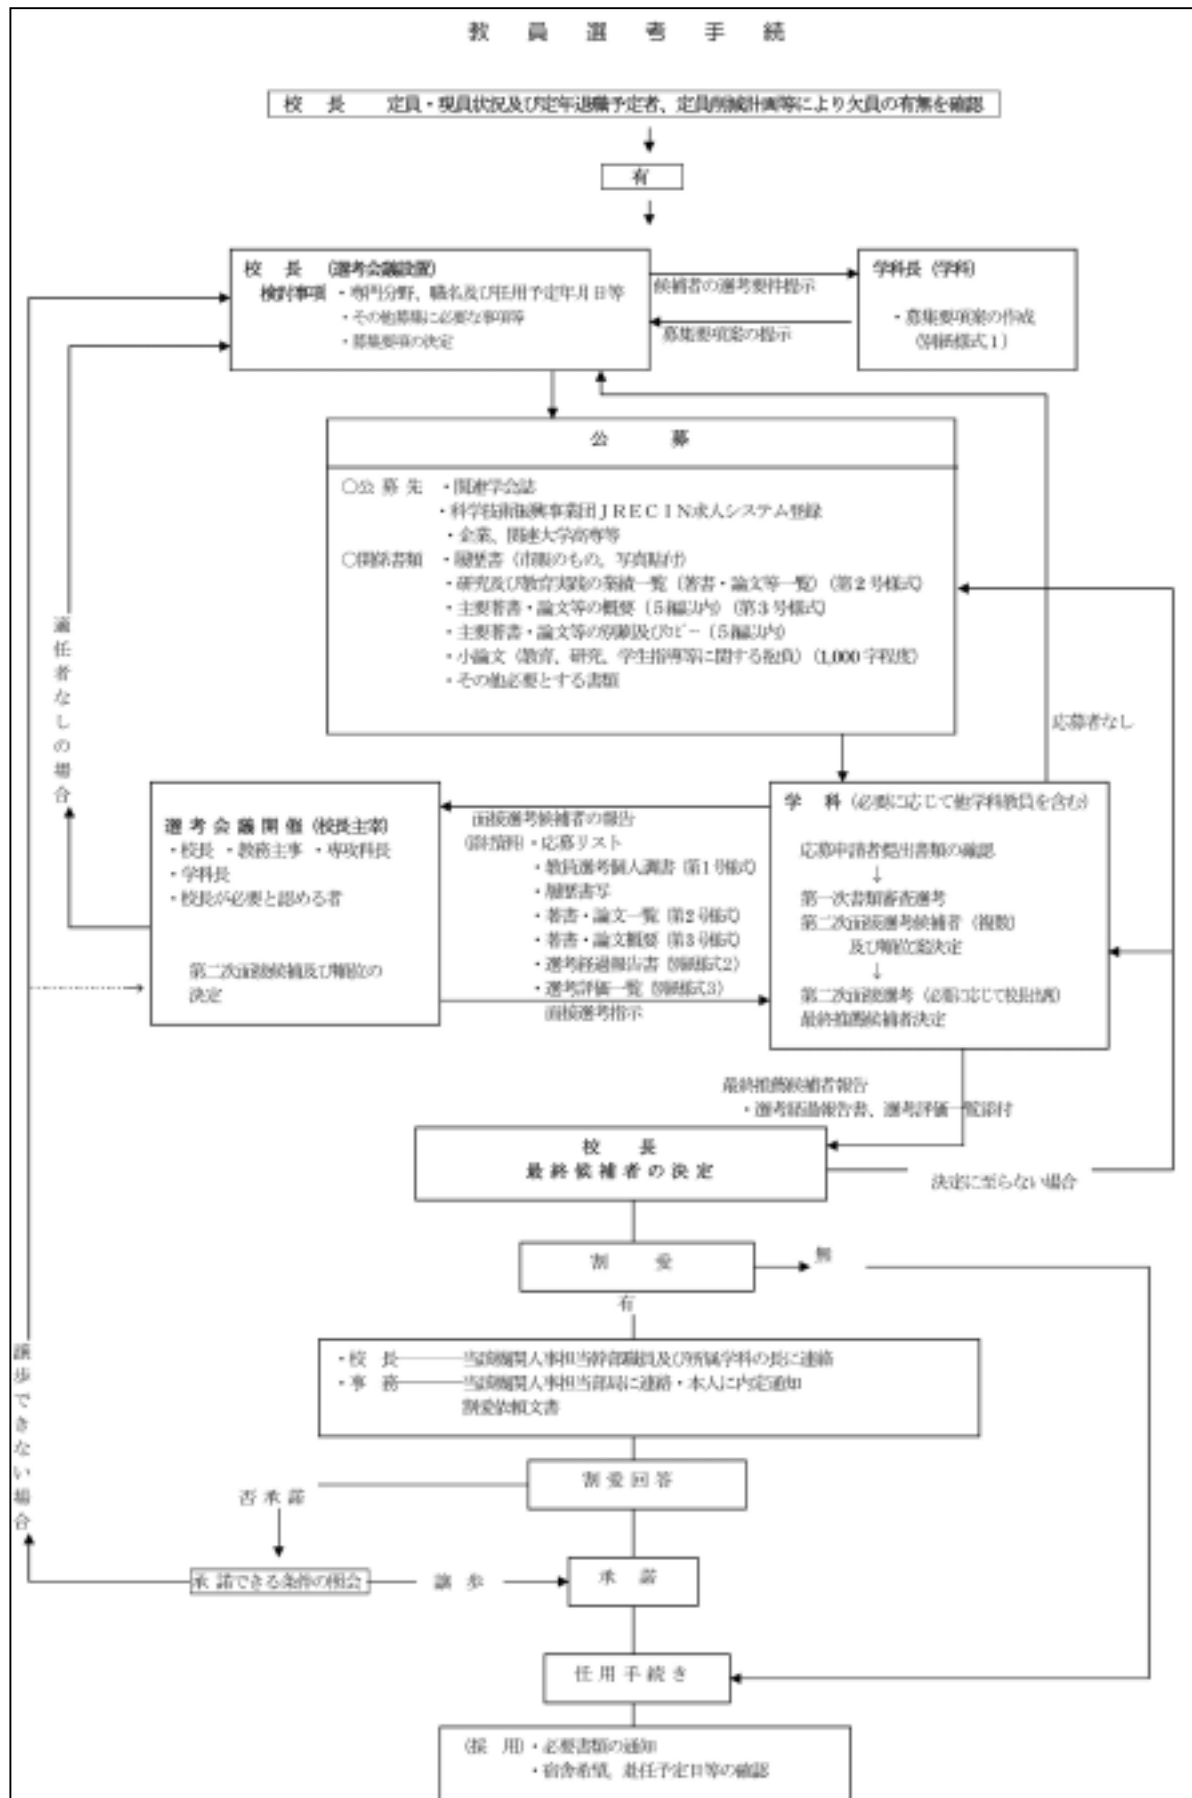 教員選考手続
校長　定員・現員状況及び定年退職予定者、定員削減計画等により欠員の有無を確認
有
校長（選考会議設置）
検討事項・専門分野、職名及び任用予定年月日等
・その他募集に必要な事項等
・募集要項の決定
候補者の選考要件提示
募集要項案の提示
学科長（学科）
・募集要項案の作成
（別紙様式１）
公募
○公募先・関連学会誌
・科学技術振興事業団ＪＲＥＣＩＮ求人システム登録
・企業、関連大学高専等
○関係書類・履歴書（市販のもの、写真貼付）
・研究及び教育実践の業績一覧（著書・論文等一覧）（第２号様式）
・主要著書・論文等の概要（５編以内）（第３号様式）
・主要著書・論文等の別刷及びコピー（５編以内）
・小論文（教育、研究、学生指導等に関する抱負）（1,000字程度）
・その他必要とする書類
応募者なし
適任者なしの場合
選考会議開催（校長主宰）
・校長・教務主事・専攻科長
・学科長
・校長が必要と認める者
第二次面接候補及び順位の
決定
面接選考候補者の報告
（添付資料）・応募リスト
・教員選考個人調書（第１号様式）
・履歴書写
・著書・論文一覧（第２号様式）
・著書・論文概要（第３号様式）
・選考経過報告書（別紙様式２）
・選考評価一覧（別紙様式３）
面接選考指示
学科（必要に応じて他学科教員を含む）
応募申請者提出書類の確認
↓
第一次書類審査選考
第二次面接選考候補者（複数）
及び順位案決定
↓
第二次面接選考（必要に応じて校長出席）
最終推薦候補者決定
最終推薦候補者報告
・選考経過報告書、選考評価一覧添付
校長
最終候補者の決定
決定に至らない場合
割愛
無
有
・校長―――当該機関人事担当幹部職員及び所属学科の長に連絡
・事務―――当該機関人事担当部局に連絡・本人に内定通知
割愛依頼文書
譲歩できない場合
割愛回答
否承諾
承諾できる条件の照会
譲歩
承諾
任用手続き
（採用）・必要書類の通知
・宿舎希望、赴任予定日等の確認